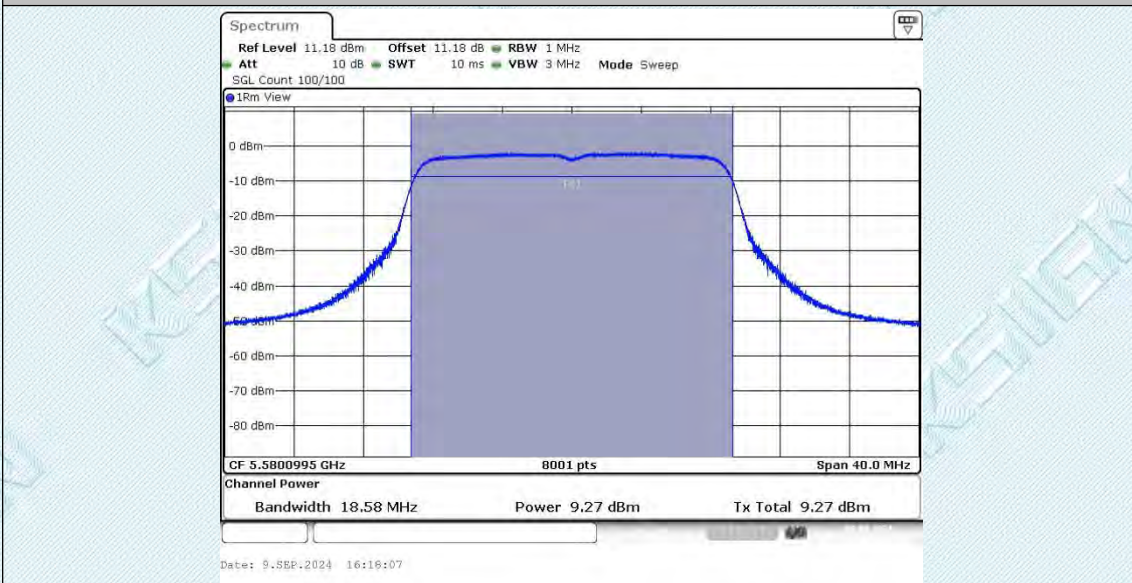 Spectrum
Ref Level 11.18 dBm Offset 11.18 dB RBW 1 MHz
Att 10 dB SWT 10 ms VBW 3 MHz Mode Sweep
SGL Count 100/100
1Rm View
0 dBm
-10 dBm
-20 dBm
-30 dBm
-40 dBm
-50 dBm
-60 dBm
-70 dBm
-80 dBm
CF 5.5800995 GHz 8001 pts Span 40.0 MHz
Channel Power
Bandwidth 18.58 MHz Power 9.27 dBm Tx Total 9.27 dBm
Date: 9.SEP.2024 16:18:07